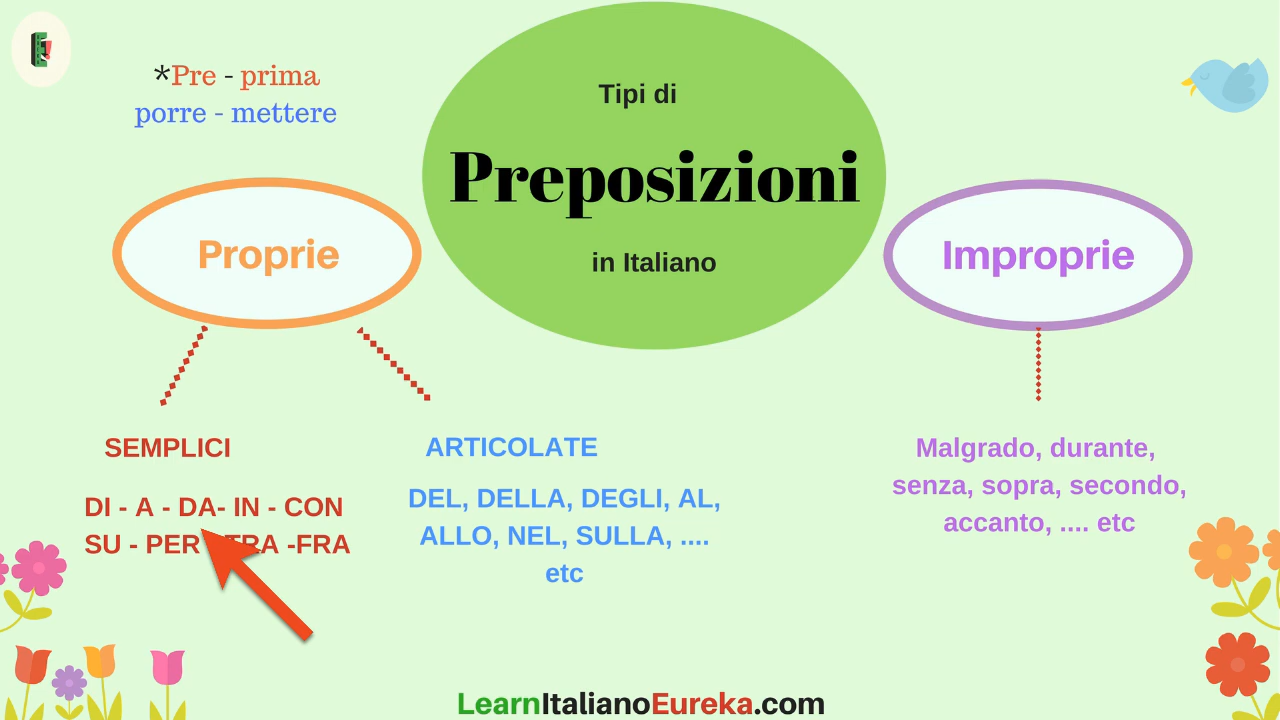 *Pre - prima
porre - mettere
Tipi di
Preposizioni
in Italiano
Proprie
Improprie
SEMPLICI
DI - A - DA- IN - CON
SU - PER - TRA -FRA
ARTICOLATE
DEL, DELLA, DEGLI, AL,
ALLO, NEL, SULLA, ....
etc
Malgrado, durante,
senza, sopra, secondo,
accanto, .... etc
LearnItalianoEureka.com